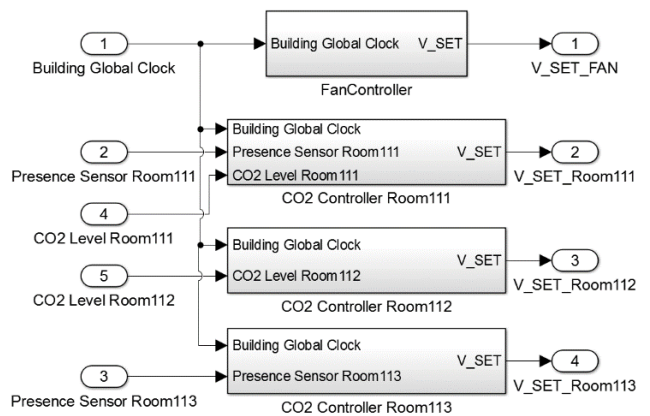 1
Building Global Clock
Building Global Clock V_SET
FanController
1
V_SET_FAN
2
Presence Sensor Room111
4
CO2 Level Room111
Building Global Clock
Presence Sensor Room111
CO2 Level Room111
V_SET
CO2 Controller Room111
2
V_SET_Room111
5
CO2 Level Room112
Building Global Clock
CO2 Level Room112
V_SET
CO2 Controller Room112
3
V_SET_Room112
3
Presence Sensor Room113
Building Global Clock
Presence Sensor Room113
V_SET
CO2 Controller Room113
4
V_SET_Room113